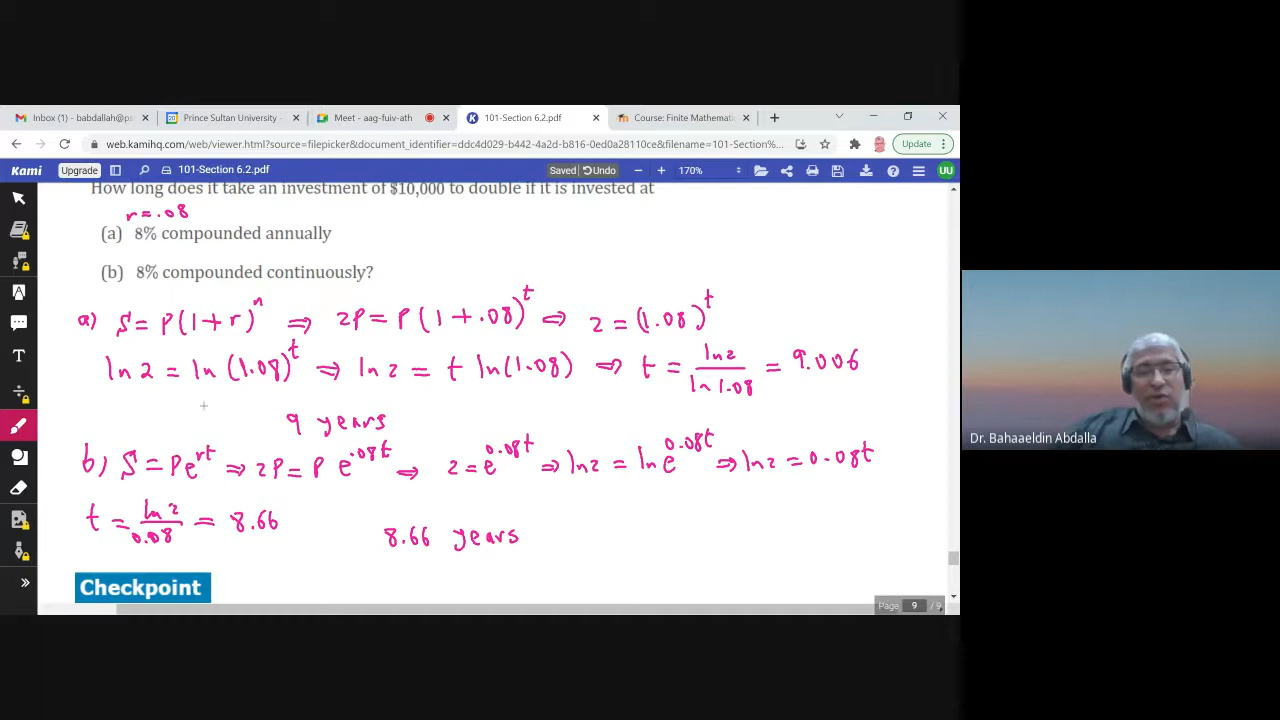 Inbox (1) - babdallah@ps
Prince Sultan University -
Meet - aag-fuiv-ath
101-Section 6.2.pdf
Course: Finite Mathemati
web.kamihq.com/web/viewer.html?source=filepicker&document_identifier=ddc4d029-b442-4a2d-b816-0ed0a28110ce&filename=101-Section%...
Update
Kami Upgrade 101-Section 6.2.pdf Saved Undo 170% UU
How long does it take an investment of $10,000 to double if it is invested at
r = .08
(a) 8% compounded annually
(b) 8% compounded continuously?
a) S = P(1+r)^n ⇒ 2P = P(1+.08)^t ⇒ 2 = (1.08)^t
ln 2 = ln (1.08)^t ⇒ ln 2 = t ln(1.08) ⇒ t = ln2 / ln 1.08 = 9.006
9 years
b) S = Pe^rt ⇒ 2P = P e^.08t ⇒ 2 = e^0.08t ⇒ ln2 = ln e^0.08t ⇒ ln2 = 0.08t
t = ln 2 / 0.08 = 8.66
8.66 years
Checkpoint
Page 9 / 9
Dr. Bahaaeldin Abdalla